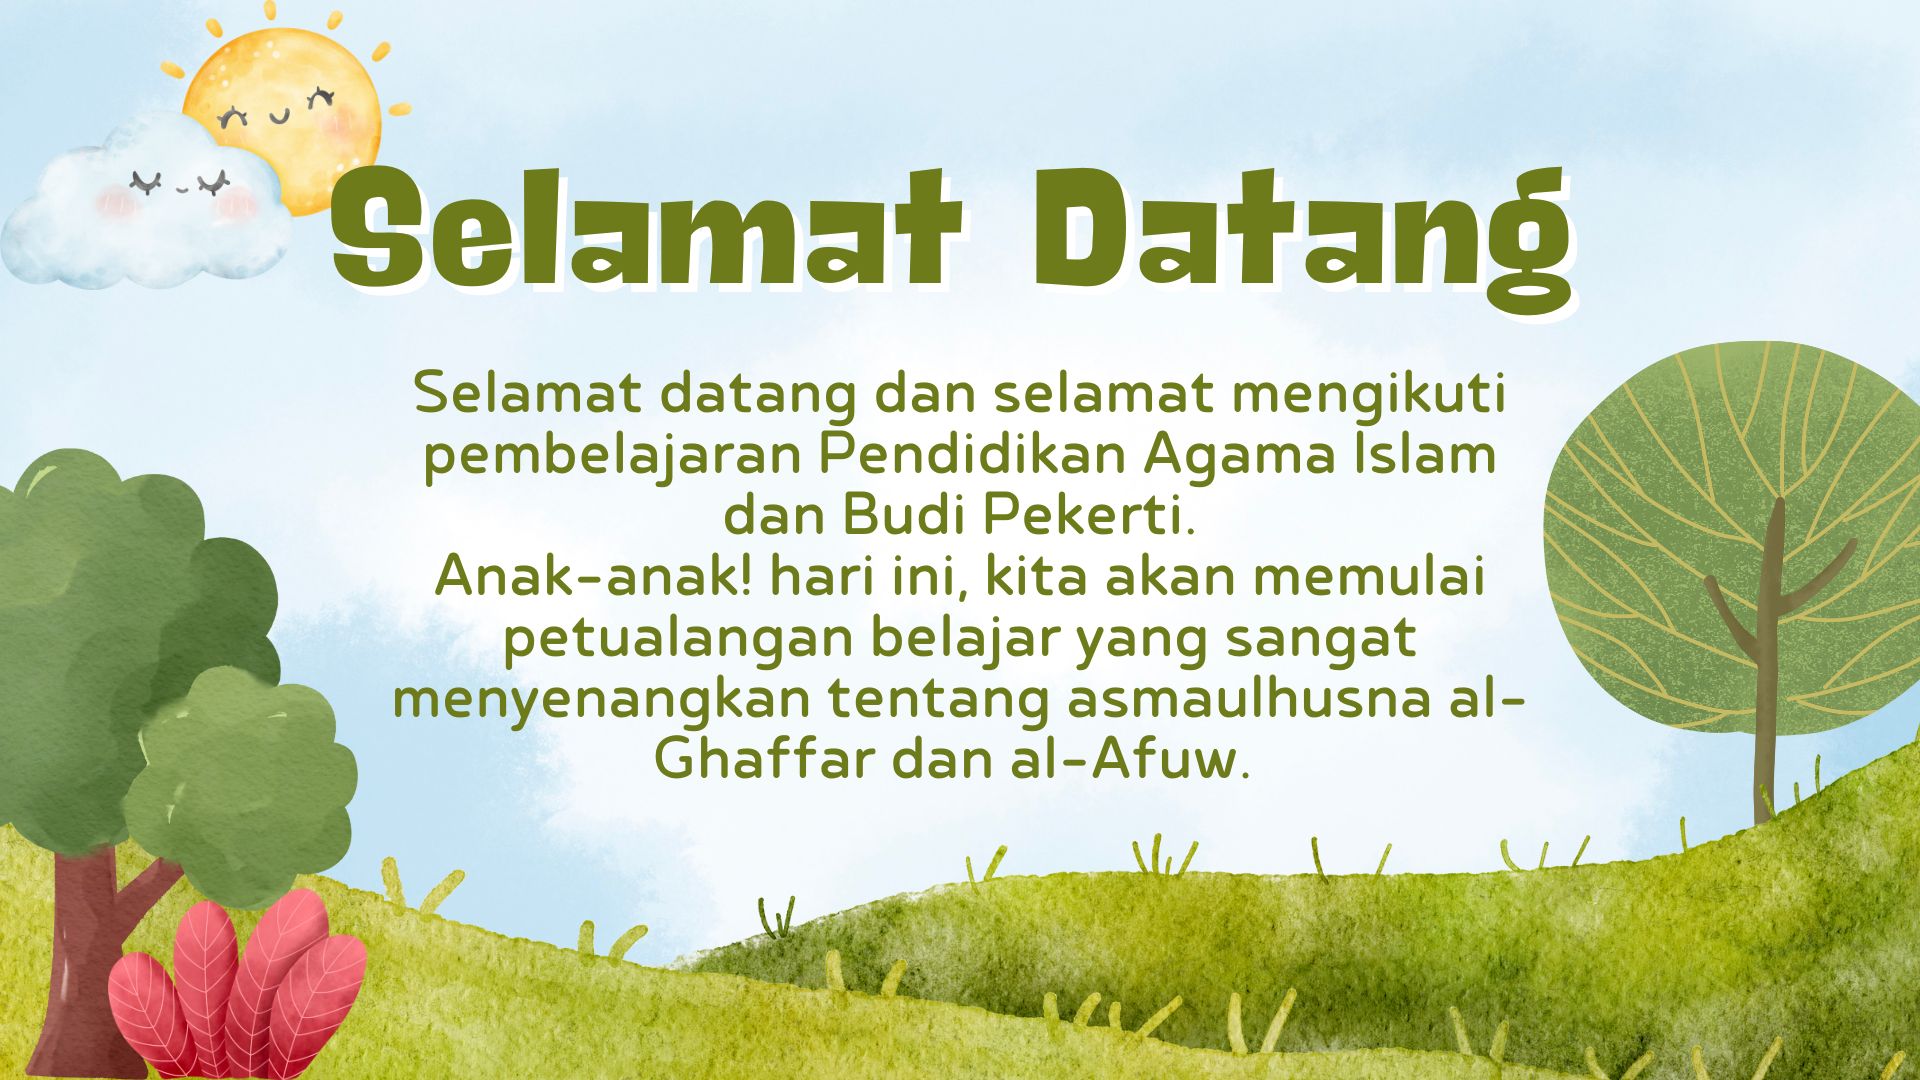 Selamat Datang
Selamat datang dan selamat mengikuti
pembelajaran Pendidikan Agama Islam
dan Budi Pekerti.
Anak-anak! hari ini, kita akan memulai
petualangan belajar yang sangat
menyenangkan tentang asmaulhusna al-
Ghaffar dan al-Afuw.